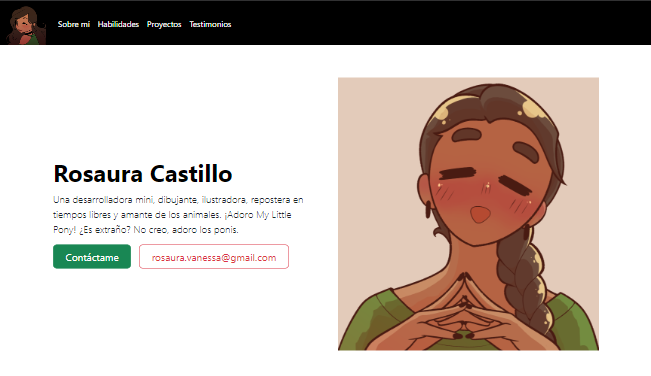 Sobre mi Habilidades Proyectos Testimonios
Rosaura Castillo
Una desarrolladora mini, dibujante, ilustradora, repostera en
tiempos libres y amante de los animales. ¡Adoro My Little
Pony! ¿Es extraño? No creo, adoro los ponis.
Contáctame rosaura.vanessa@gmail.com